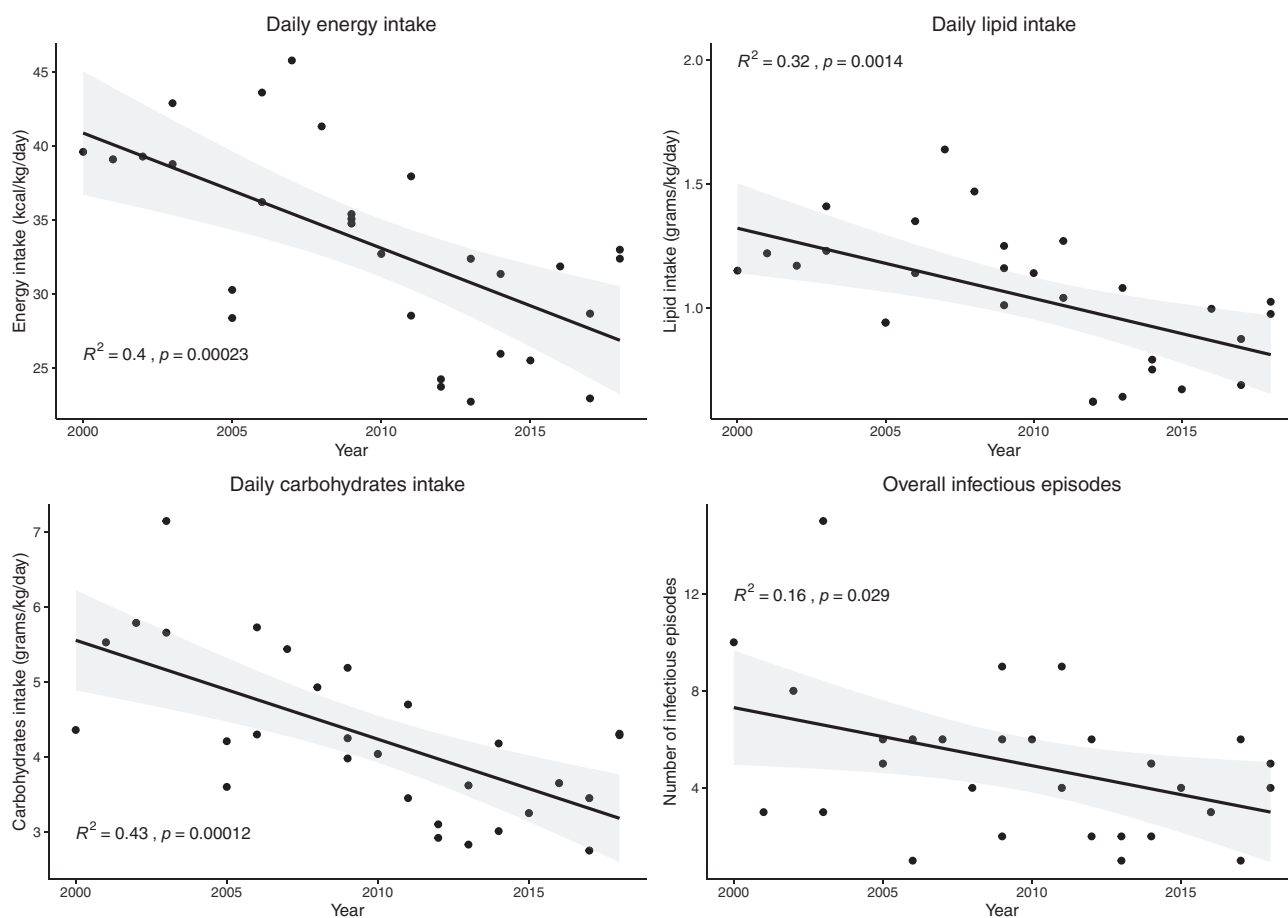 Daily energy intake
Energy intake (kcal/kg/day)
45
40
35
30
25
R² = 0.4 , p = 0.00023
2000 2005 2010 2015
Year
Daily lipid intake
Lipid intake (grams/kg/day)
2.0
1.5
1.0
R² = 0.32 , p = 0.0014
2000 2005 2010 2015
Year
Daily carbohydrates intake
Carbohydrates intake (grams/kg/day)
7
6
5
4
3
R² = 0.43 , p = 0.00012
2000 2005 2010 2015
Year
Overall infectious episodes
Number of infectious episodes
12
8
4
R² = 0.16 , p = 0.029
2000 2005 2010 2015
Year